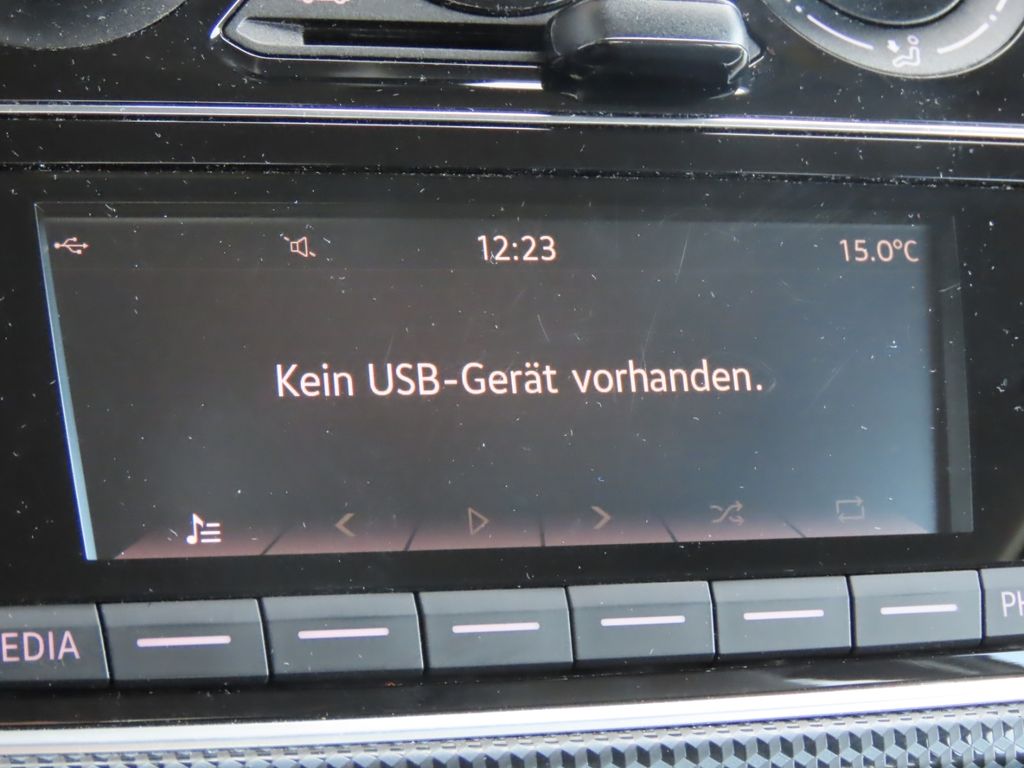 12:23
15.0°C
Kein USB-Gerät vorhanden.
EDIA
PH